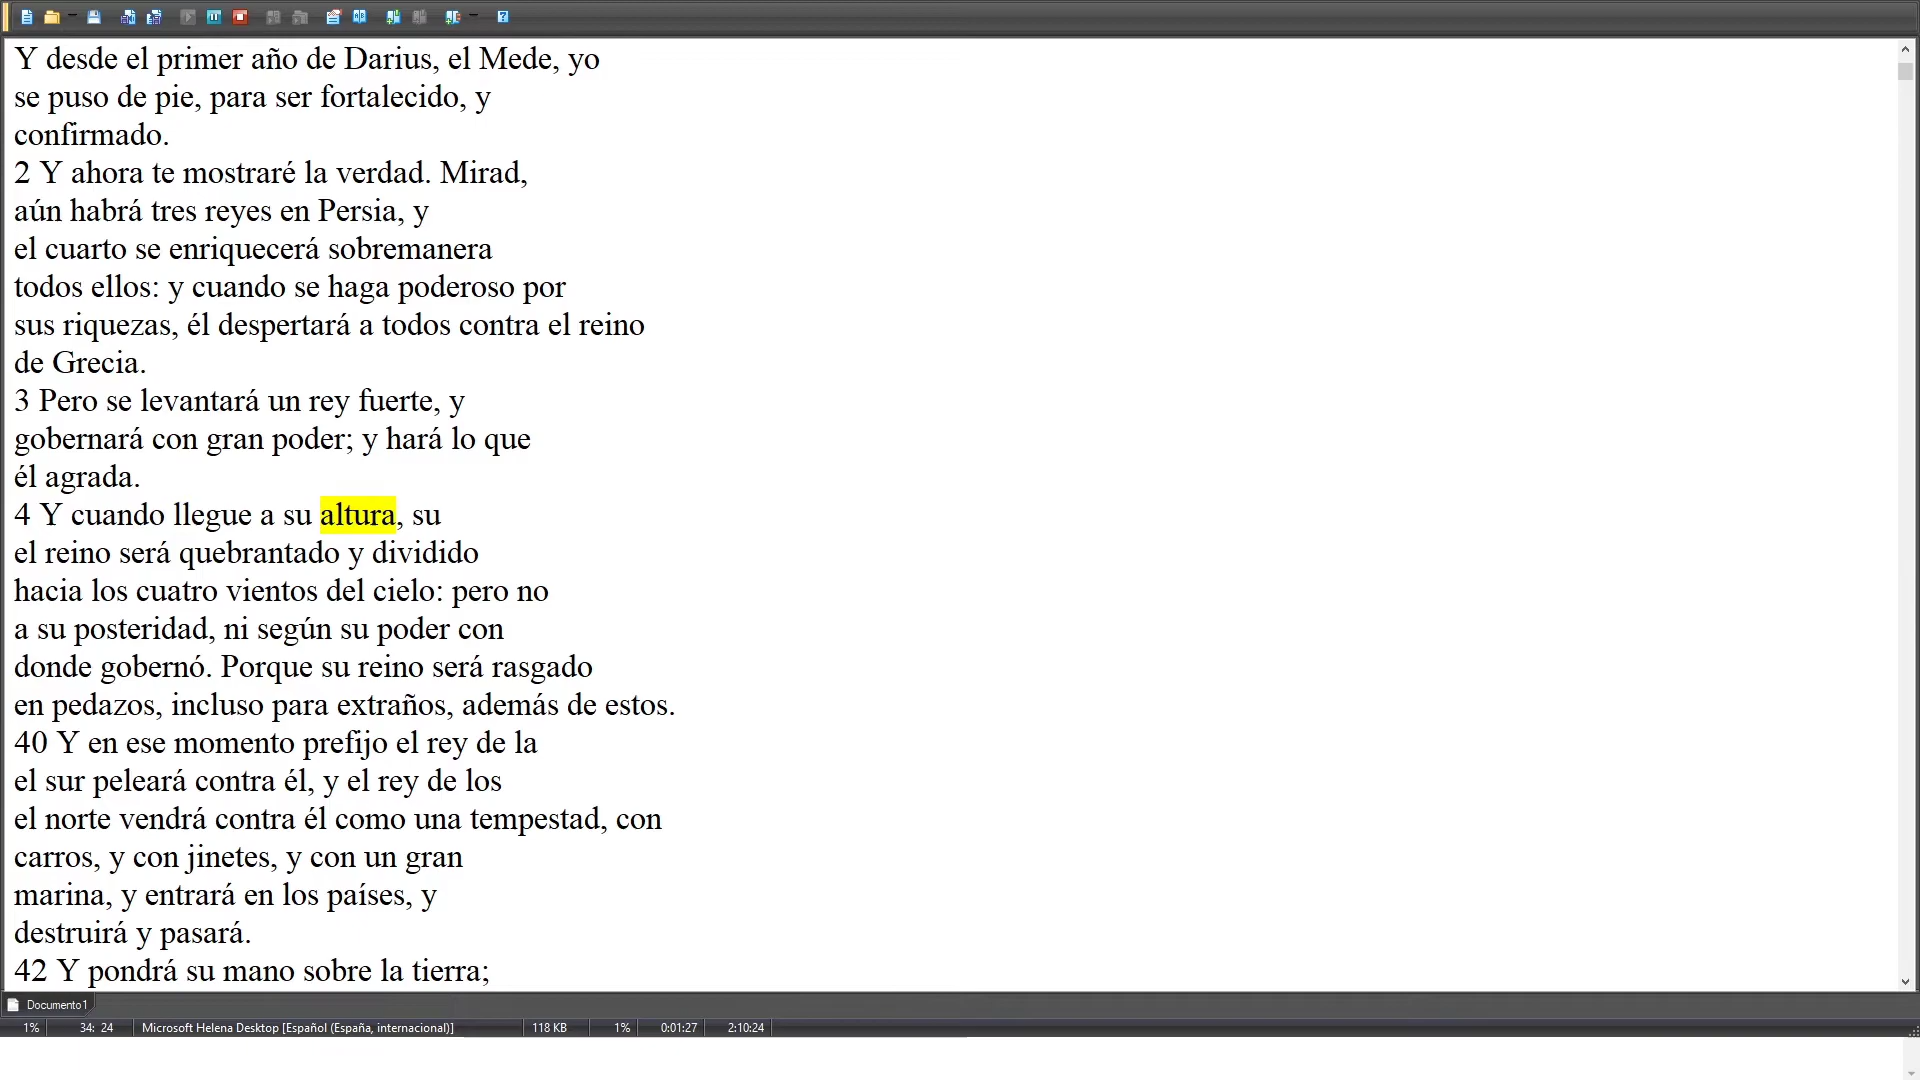 Y desde el primer año de Darius, el Mede, yo
se puso de pie, para ser fortalecido, y
confirmado.
2 Y ahora te mostraré la verdad. Mirad,
aún habrá tres reyes en Persia, y
el cuarto se enriquecerá sobremanera
todos ellos: y cuando se haga poderoso por
sus riquezas, él despertará a todos contra el reino
de Grecia.
3 Pero se levantará un rey fuerte, y
gobernará con gran poder; y hará lo que
él agrada.
4 Y cuando llegue a su altura, su
el reino será quebrantado y dividido
hacia los cuatro vientos del cielo: pero no
a su posteridad, ni según su poder con
donde gobernó. Porque su reino será rasgado
en pedazos, incluso para extraños, además de estos.
40 Y en ese momento prefijo el rey de la
el sur peleará contra él, y el rey de los
el norte vendrá contra él como una tempestad, con
carros, y con jinetes, y con un gran
marina, y entrará en los países, y
destruirá y pasará.
42 Y pondrá su mano sobre la tierra;
Documento1
1% 34: 24 Microsoft Helena Desktop [Español (España, internacional)] 118 KB 1% 0:01:27 2:10:24